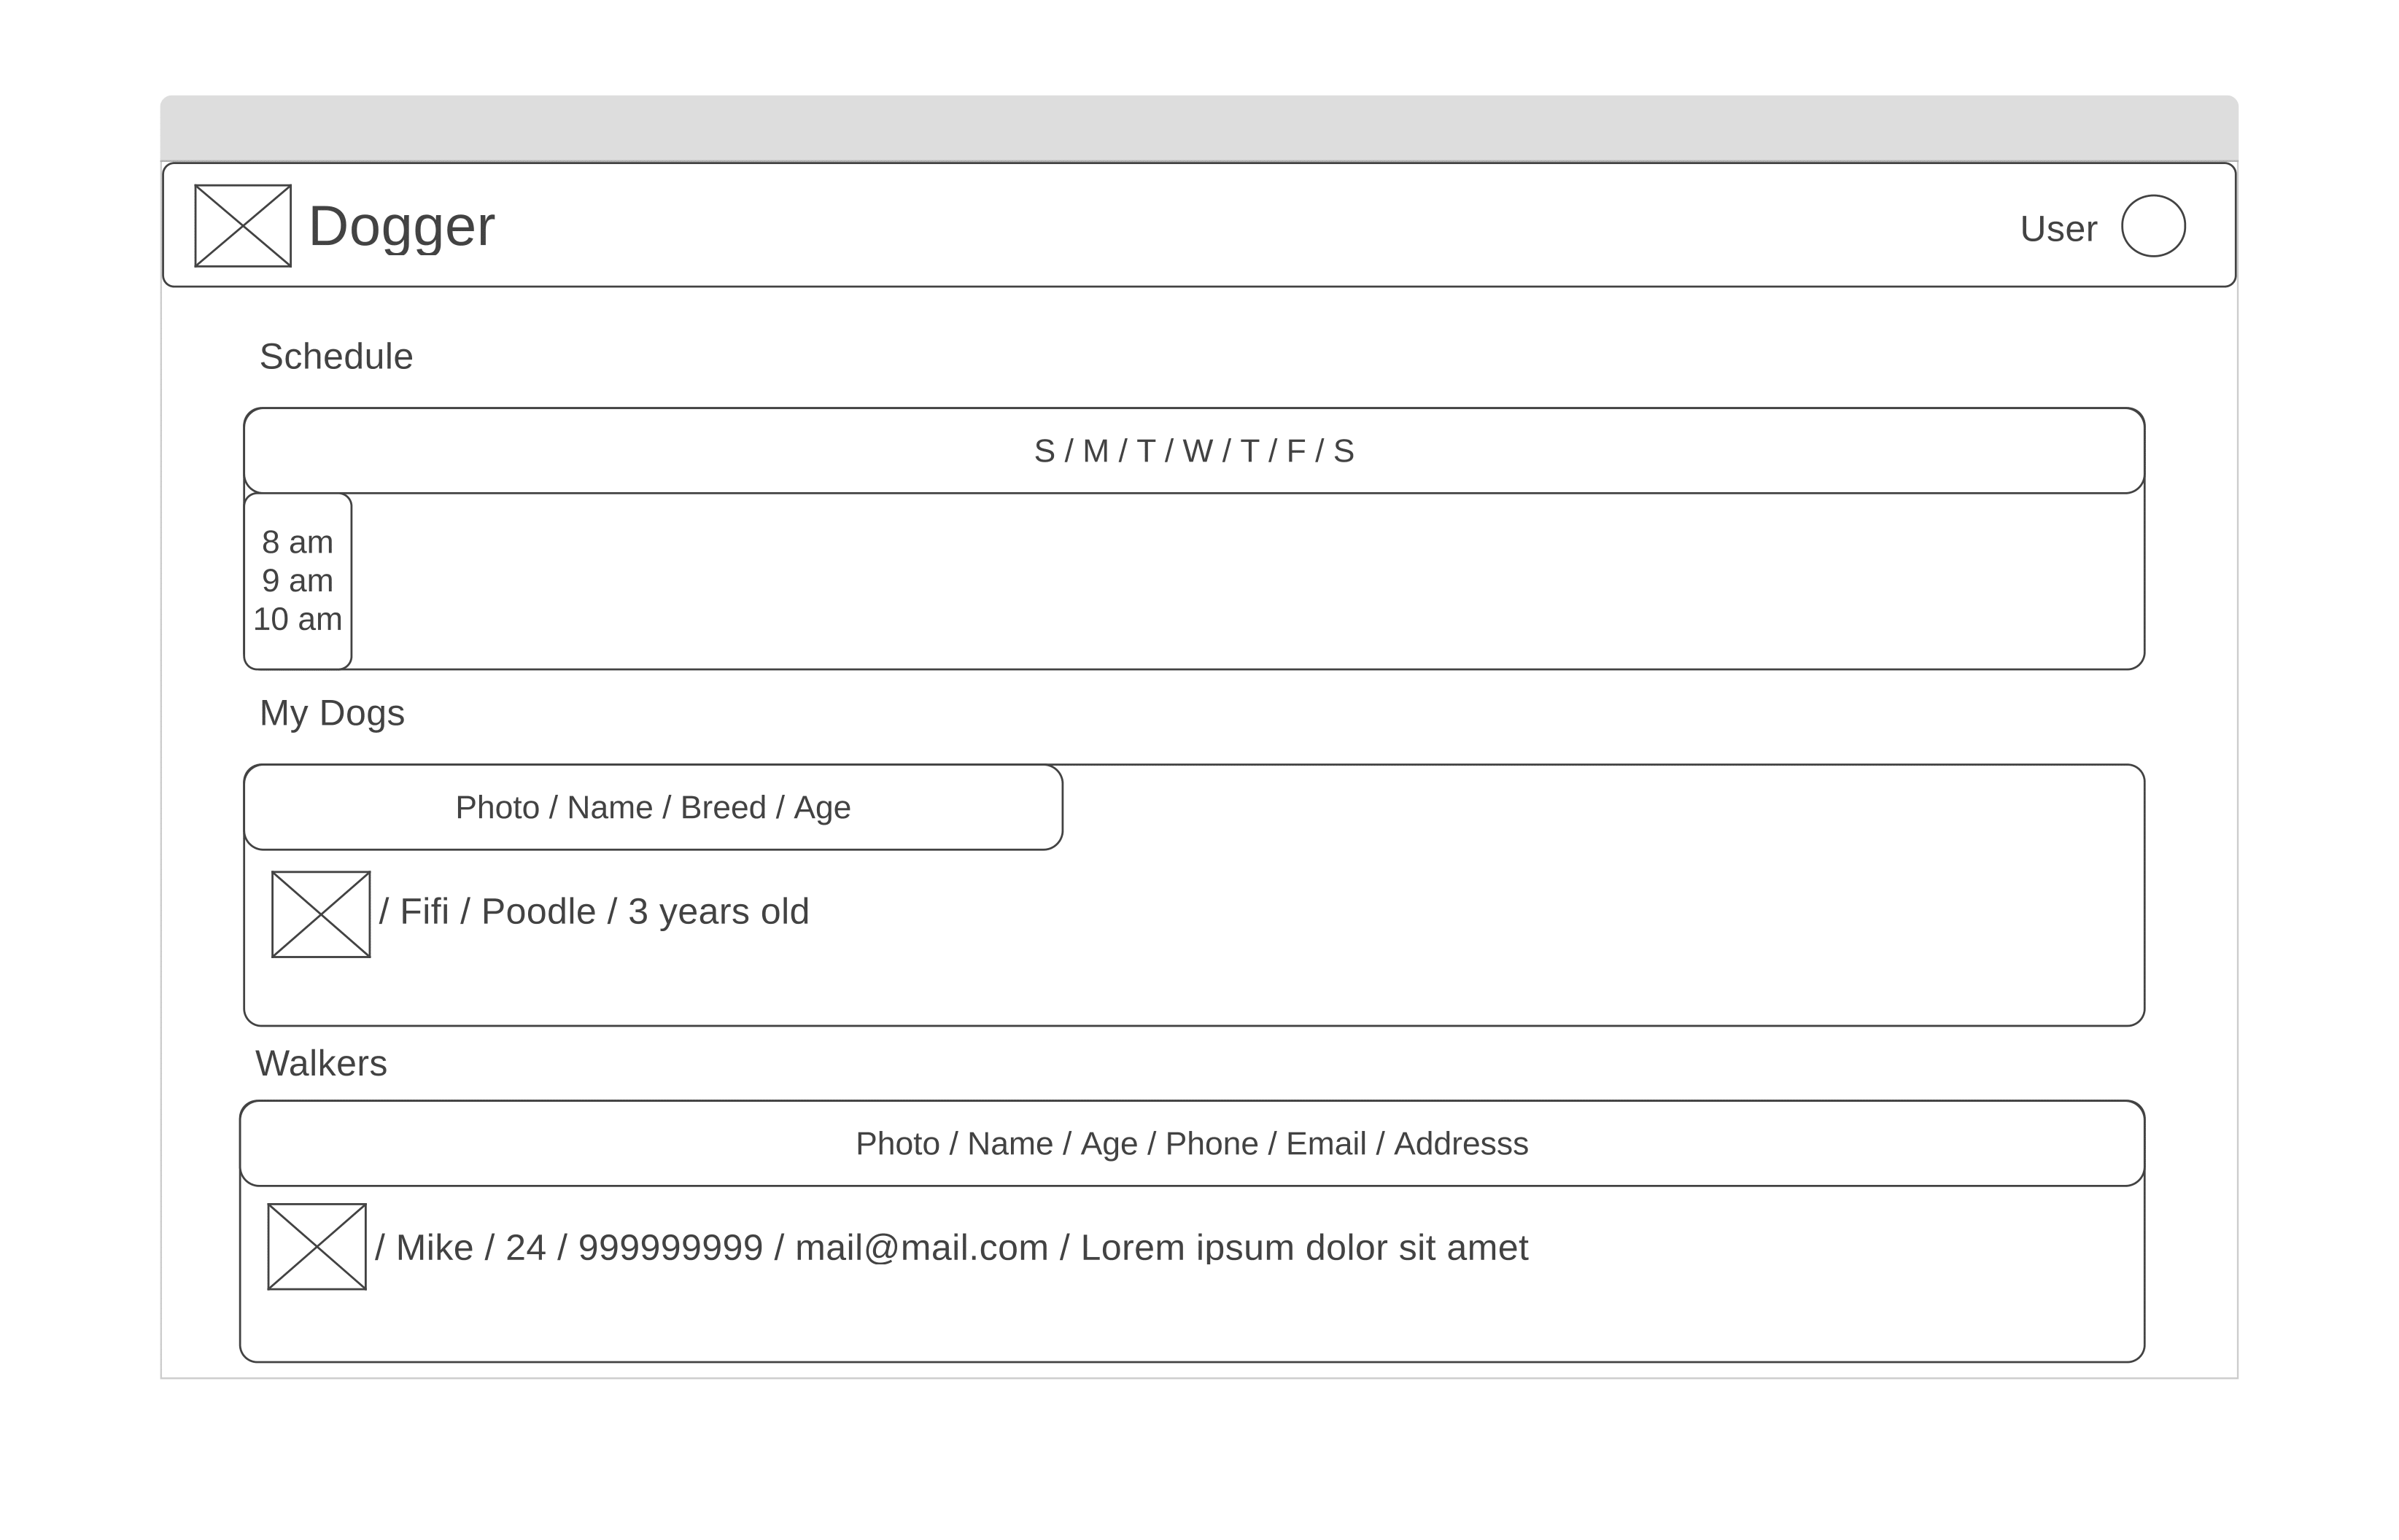 Dogger
User
Schedule
S / M / T / W / T / F / S
8 am
9 am
10 am
My Dogs
Photo / Name / Breed / Age
/ Fifi / Poodle / 3 years old
Walkers
Photo / Name / Age / Phone / Email / Addresss
/ Mike / 24 / 999999999 / mail@mail.com / Lorem ipsum dolor sit amet